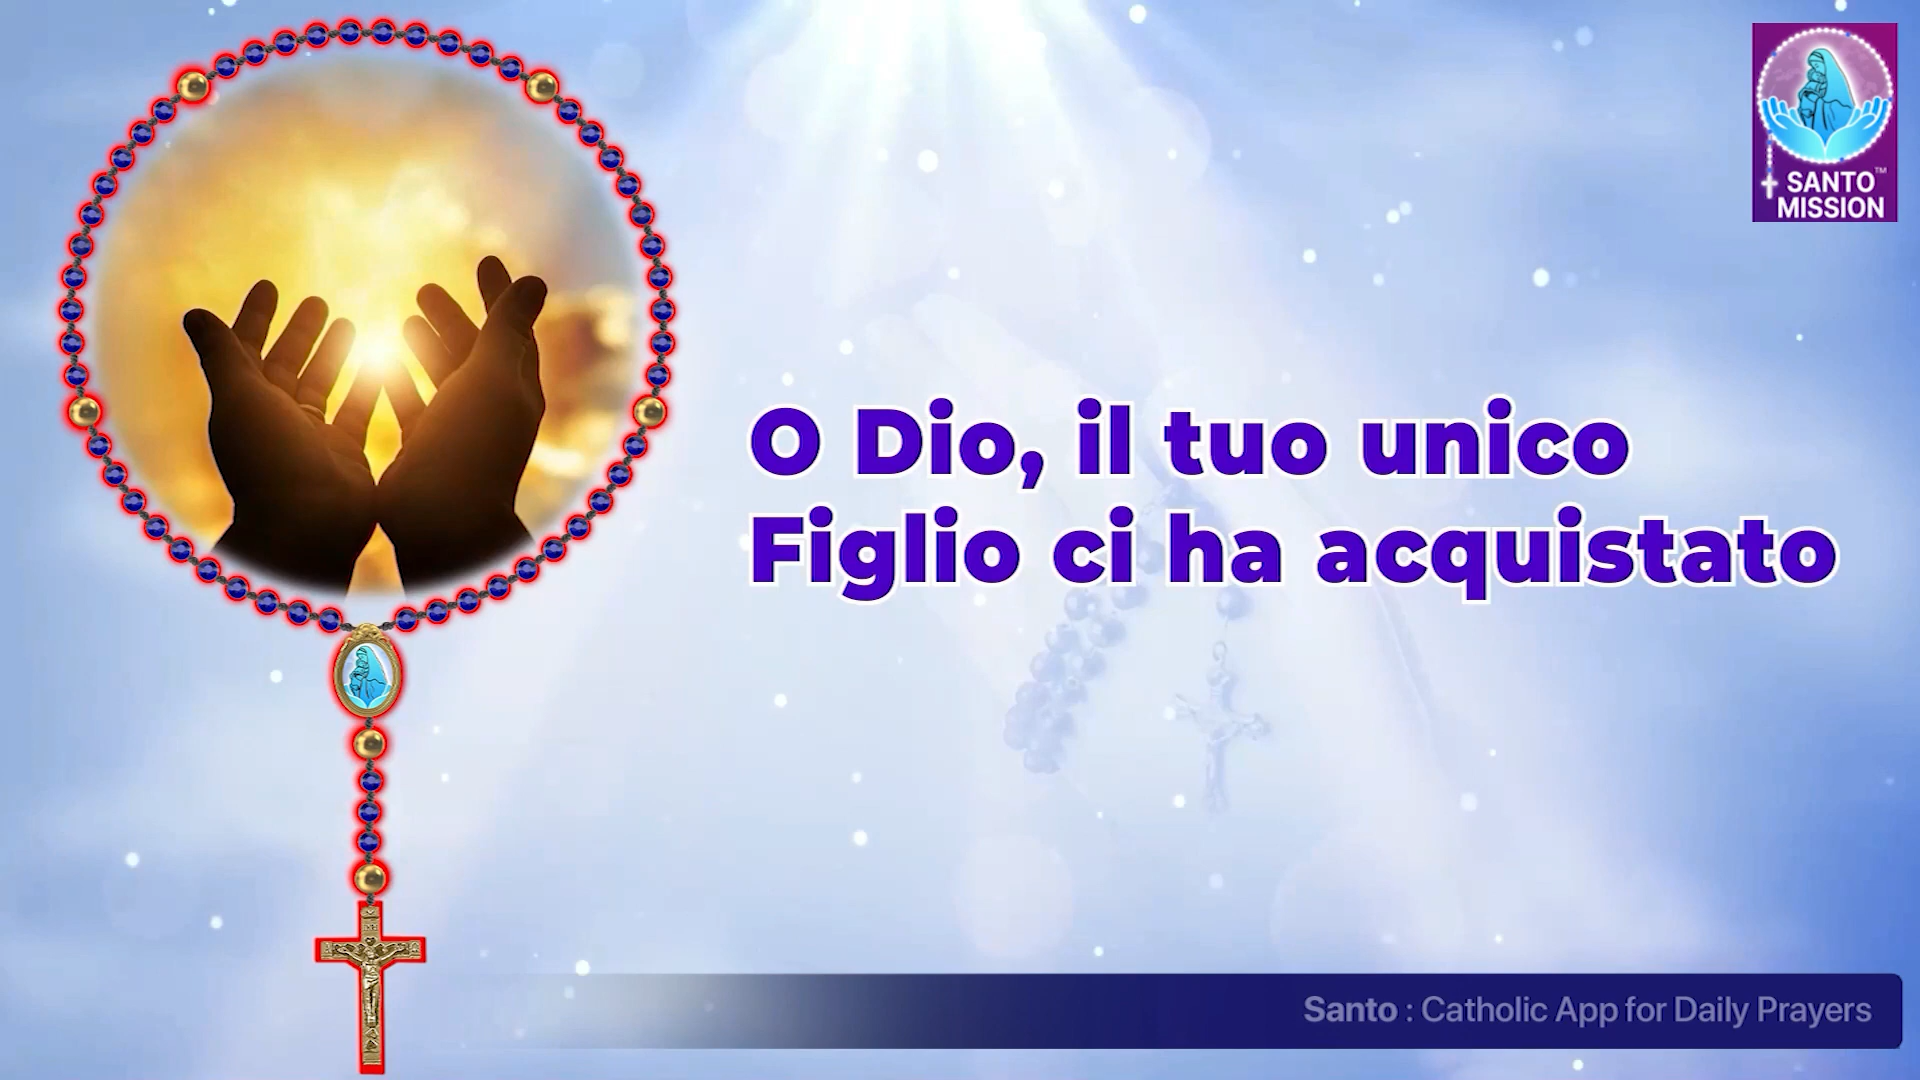 SANTO™
MISSION
O Dio, il tuo unico
Figlio ci ha acquistato
Santo : Catholic App for Daily Prayers